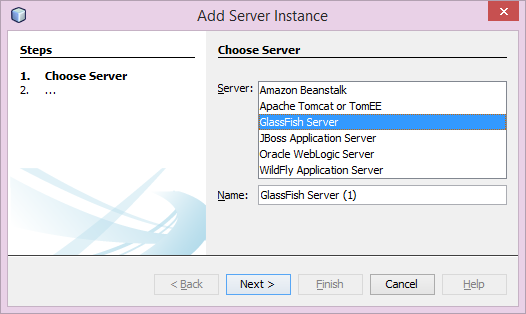 Add Server Instance
Steps
1. Choose Server
2. ...
Choose Server
Server:
Amazon Beanstalk
Apache Tomcat or TomEE
GlassFish Server
JBoss Application Server
Oracle WebLogic Server
WildFly Application Server
Name: GlassFish Server (1)
< Back Next > Finish Cancel Help